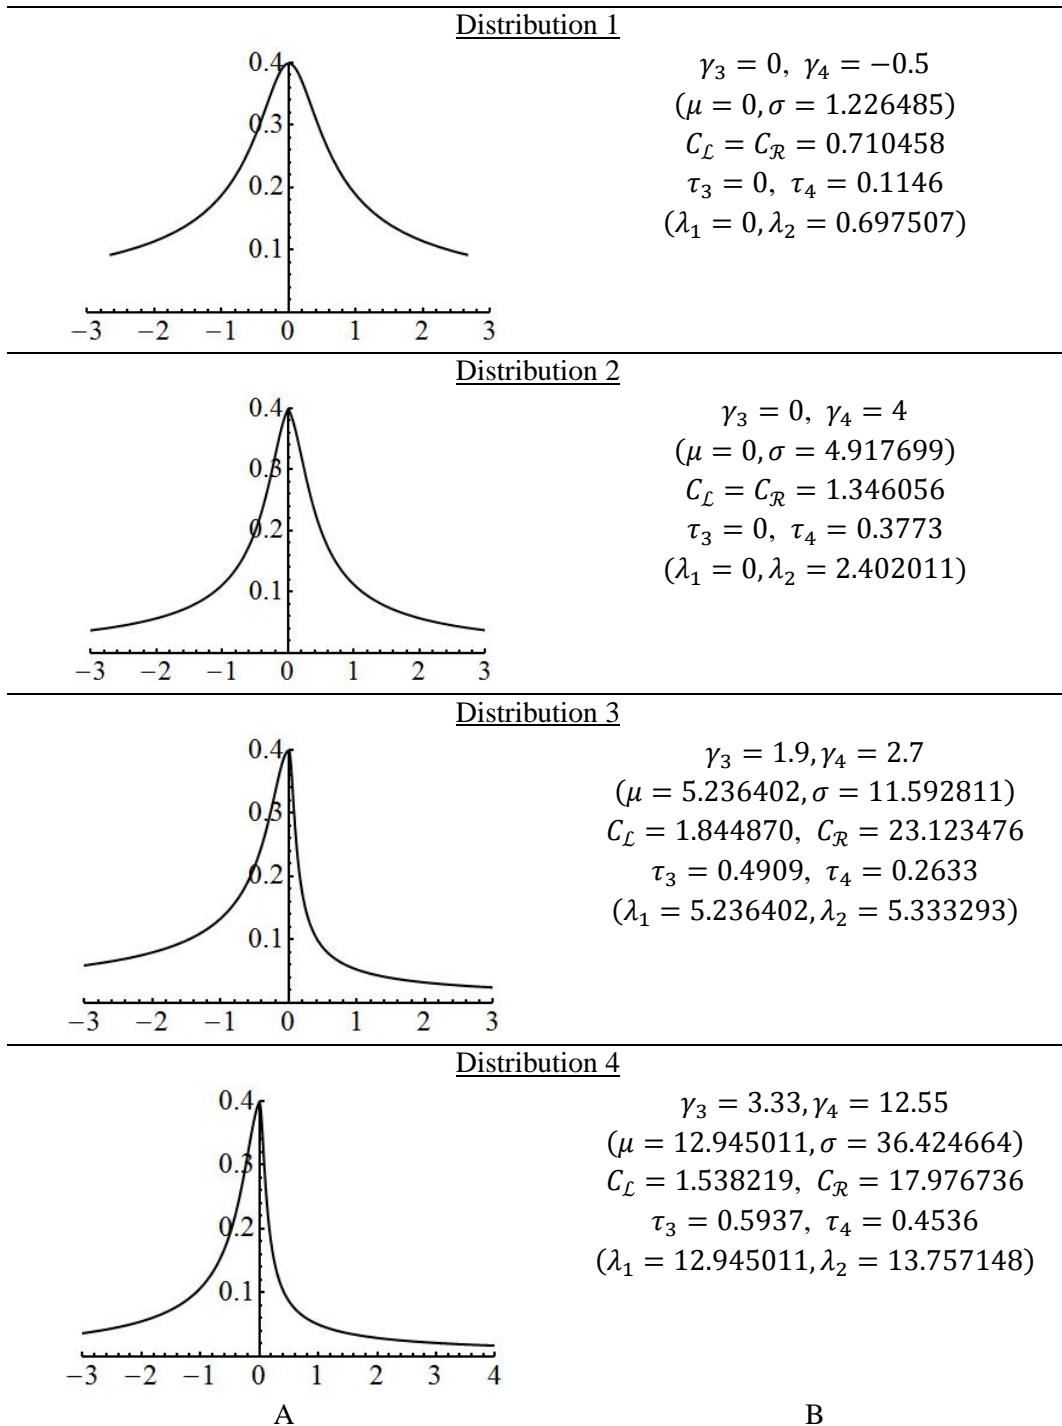 Distribution 1
0.4
0.3
0.2
0.1
−3 −2 −1 0 1 2 3
γ₃ = 0, γ₄ = −0.5
(μ = 0, σ = 1.226485)
C_ℒ = C_ℛ = 0.710458
τ₃ = 0, τ₄ = 0.1146
(λ₁ = 0, λ₂ = 0.697507)
Distribution 2
0.4
0.3
0.2
0.1
−3 −2 −1 0 1 2 3
γ₃ = 0, γ₄ = 4
(μ = 0, σ = 4.917699)
C_ℒ = C_ℛ = 1.346056
τ₃ = 0, τ₄ = 0.3773
(λ₁ = 0, λ₂ = 2.402011)
Distribution 3
0.4
0.3
0.2
0.1
−3 −2 −1 0 1 2 3
γ₃ = 1.9, γ₄ = 2.7
(μ = 5.236402, σ = 11.592811)
C_ℒ = 1.844870, C_ℛ = 23.123476
τ₃ = 0.4909, τ₄ = 0.2633
(λ₁ = 5.236402, λ₂ = 5.333293)
Distribution 4
0.4
0.3
0.2
0.1
−3 −2 −1 0 1 2 3 4
γ₃ = 3.33, γ₄ = 12.55
(μ = 12.945011, σ = 36.424664)
C_ℒ = 1.538219, C_ℛ = 17.976736
τ₃ = 0.5937, τ₄ = 0.4536
(λ₁ = 12.945011, λ₂ = 13.757148)
A B